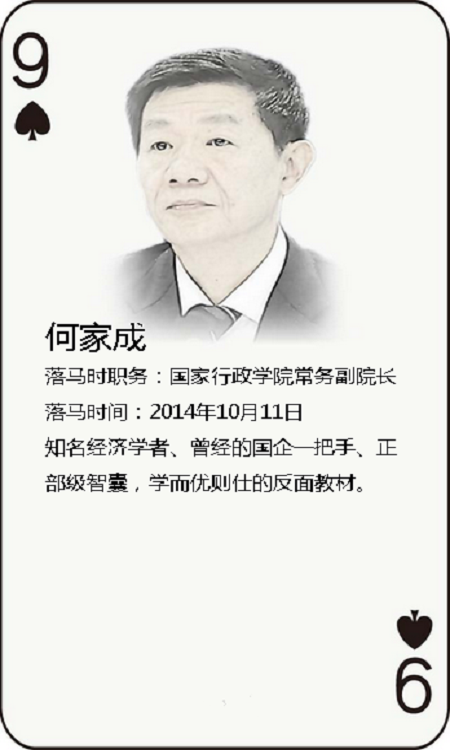 9
何家成
落马时职务：国家行政学院常务副院长
落马时间：2014年10月11日
知名经济学者、曾经的国企一把手、正
部级智囊，学而优则仕的反面教材。
9